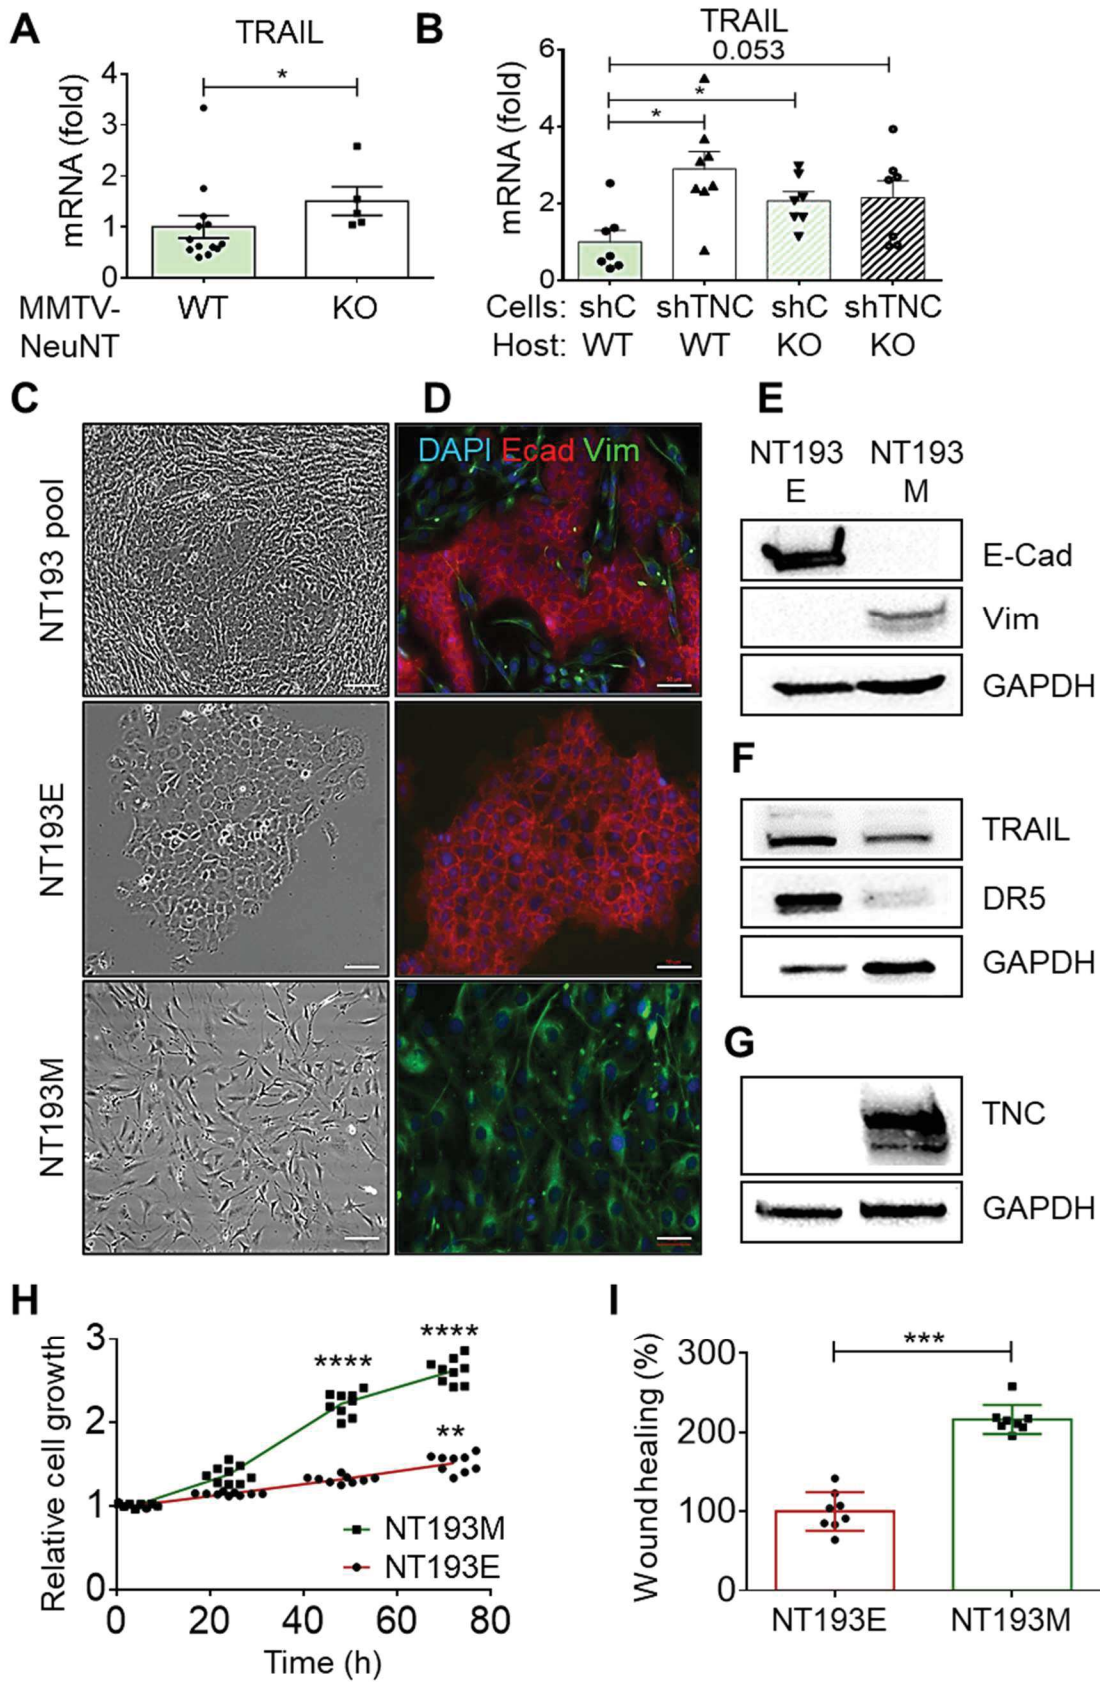 A
TRAIL
*
mRNA (fold)
4
3
2
1
0
MMTV-
NeuNT
WT
KO
B
TRAIL
0.053
*
*
mRNA (fold)
6
4
2
0
Cells: shC shTNC shC shTNC
Host: WT WT KO KO
C
NT193 pool
NT193E
NT193M
D
DAPI Ecad Vim
E
NT193 NT193
E M
E-Cad
Vim
GAPDH
F
TRAIL
DR5
GAPDH
G
TNC
GAPDH
H
Relative cell growth
3
2
1
0
****
****
**
NT193M
NT193E
0 20 40 60 80
Time (h)
I
Wound healing (%)
300
200
100
0
***
NT193E NT193M